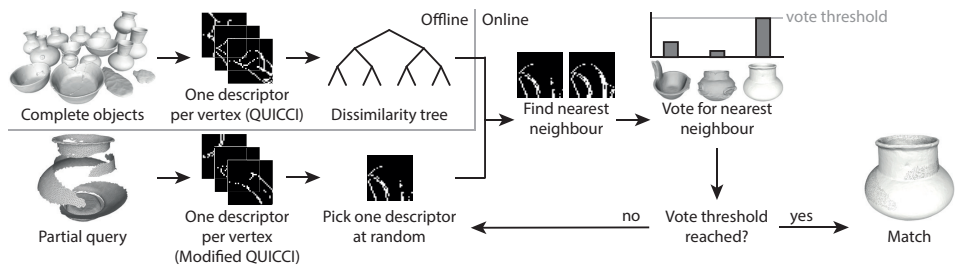 Offline
Online
vote threshold
Complete objects
One descriptor
per vertex (QUICCI)
Dissimilarity tree
Find nearest
neighbour
Vote for nearest
neighbour
Partial query
One descriptor
per vertex
(Modified QUICCI)
Pick one descriptor
at random
no
Vote threshold
reached?
yes
Match